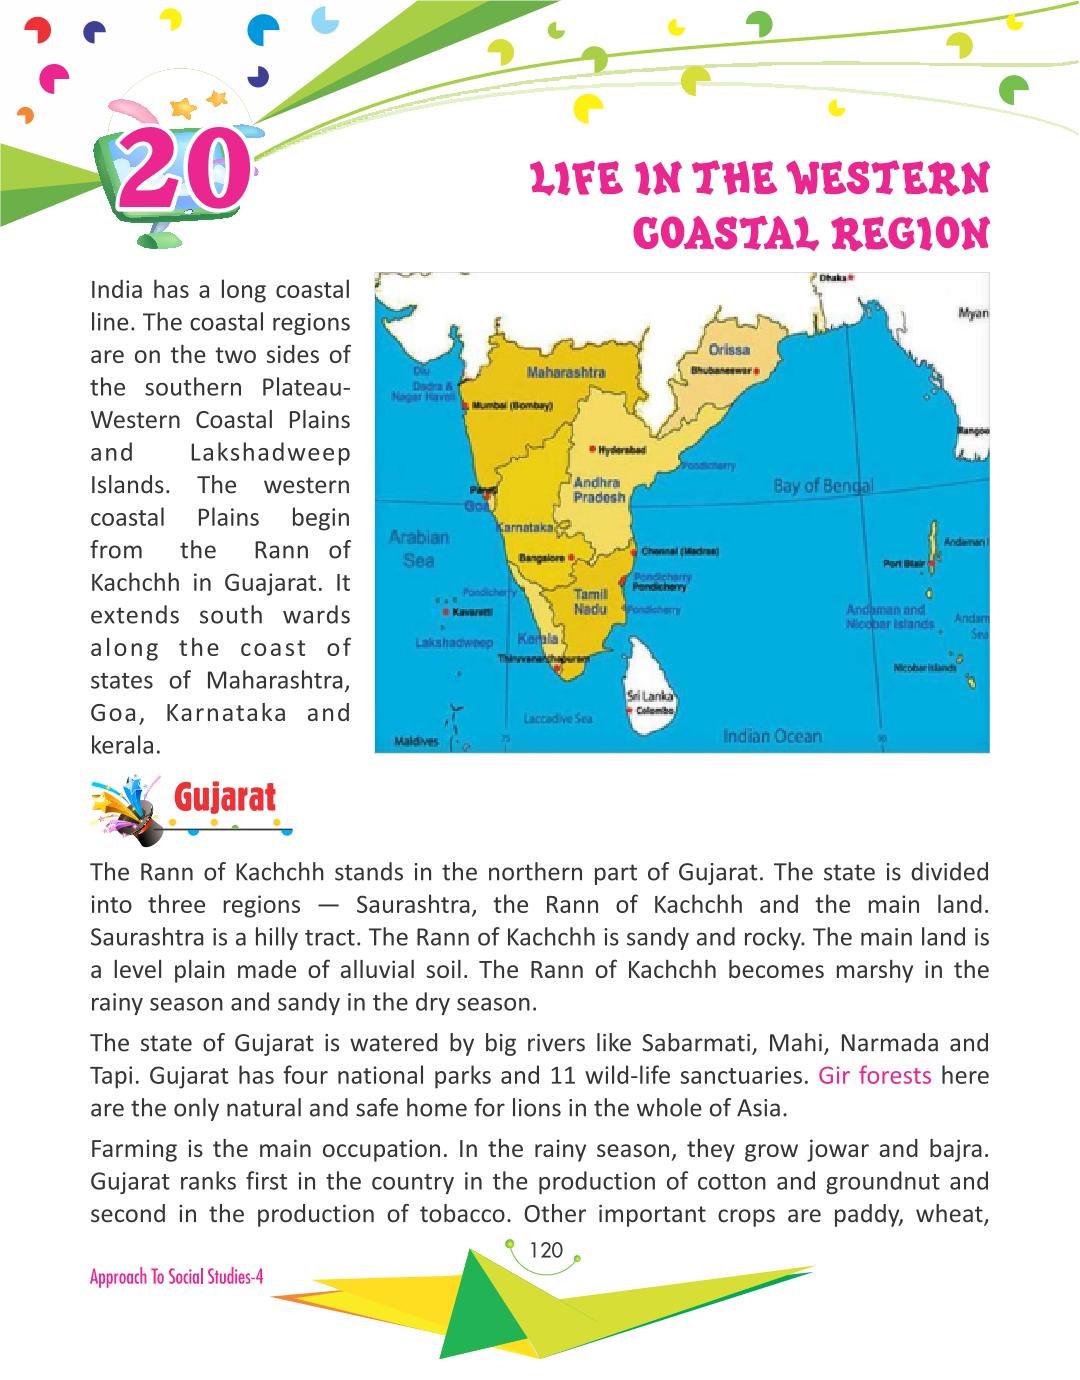 20
LIFE IN THE WESTERN
COASTAL REGION
India has a long coastal
line. The coastal regions
are on the two sides of
the southern Plateau-
Western Coastal Plains
and Lakshadweep
Islands. The western
coastal Plains begin
from the Rann of
Kachchh in Guajarat. It
extends south wards
along the coast of
states of Maharashtra,
Goa, Karnataka and
kerala.
Dhaka
Myan
Orissa
Bhubaneswar
Diu
Dadra &
Nagar Haveli
Maharashtra
Mumbai (Bombay)
Rangoo
Hyderabad
Pondicherry
Andhra
Pradesh
Bay of Bengal
Panaji
Goa
Karnataka
Arabian
Sea
Bangalore
Chennai (Madras)
Andaman I
Port Blair
Pondicherry
Pondicherry
Pondicherry
Tamil
Nadu
Pondicherry
Kavaratti
Andaman and
Nicobar Islands
Andam
Sea
Lakshadweep
Kerala
Thiruvananthapuram
Nicobar Islands
Sri Lanka
Colombo
Laccadive Sea
Indian Ocean
Maldives
75
90
Gujarat
The Rann of Kachchh stands in the northern part of Gujarat. The state is divided
into three regions — Saurashtra, the Rann of Kachchh and the main land.
Saurashtra is a hilly tract. The Rann of Kachchh is sandy and rocky. The main land is
a level plain made of alluvial soil. The Rann of Kachchh becomes marshy in the
rainy season and sandy in the dry season.
The state of Gujarat is watered by big rivers like Sabarmati, Mahi, Narmada and
Tapi. Gujarat has four national parks and 11 wild-life sanctuaries. Gir forests here
are the only natural and safe home for lions in the whole of Asia.
Farming is the main occupation. In the rainy season, they grow jowar and bajra.
Gujarat ranks first in the country in the production of cotton and groundnut and
second in the production of tobacco. Other important crops are paddy, wheat,
120
Approach To Social Studies-4